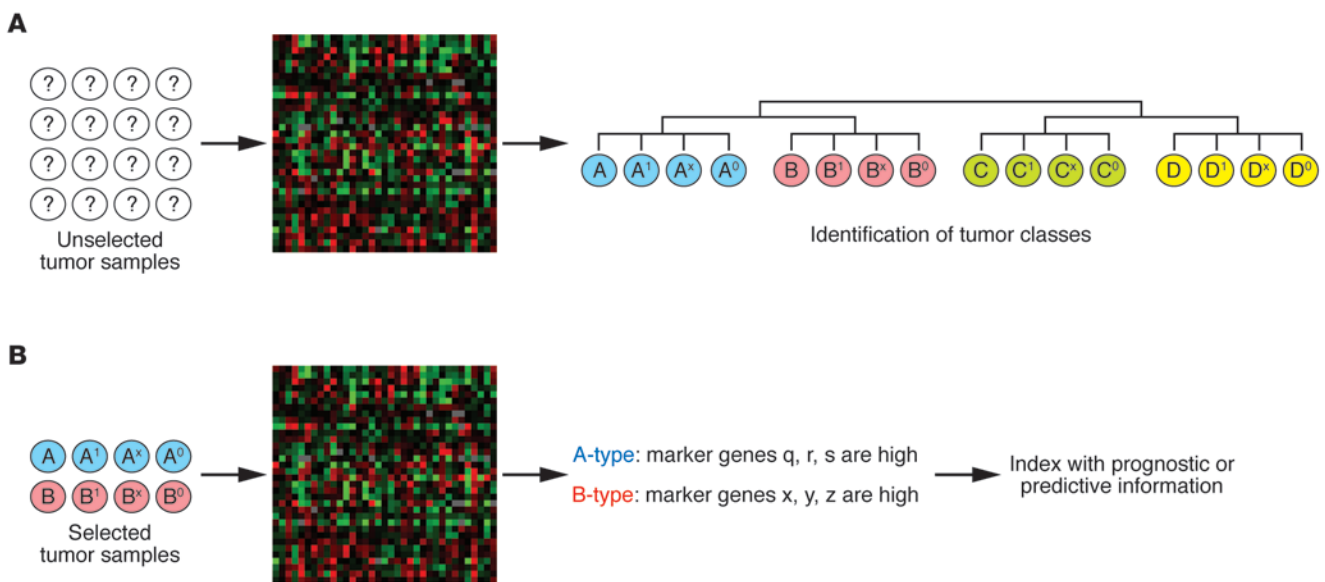 A
? ? ? ?
? ? ? ?
? ? ? ?
? ? ? ?
Unselected
tumor samples
A A¹ Aˣ A⁰ B B¹ Bˣ B⁰ C C¹ Cˣ C⁰ D D¹ Dˣ D⁰
Identification of tumor classes
B
A A¹ Aˣ A⁰
B B¹ Bˣ B⁰
Selected
tumor samples
A-type: marker genes q, r, s are high
B-type: marker genes x, y, z are high
Index with prognostic or
predictive information